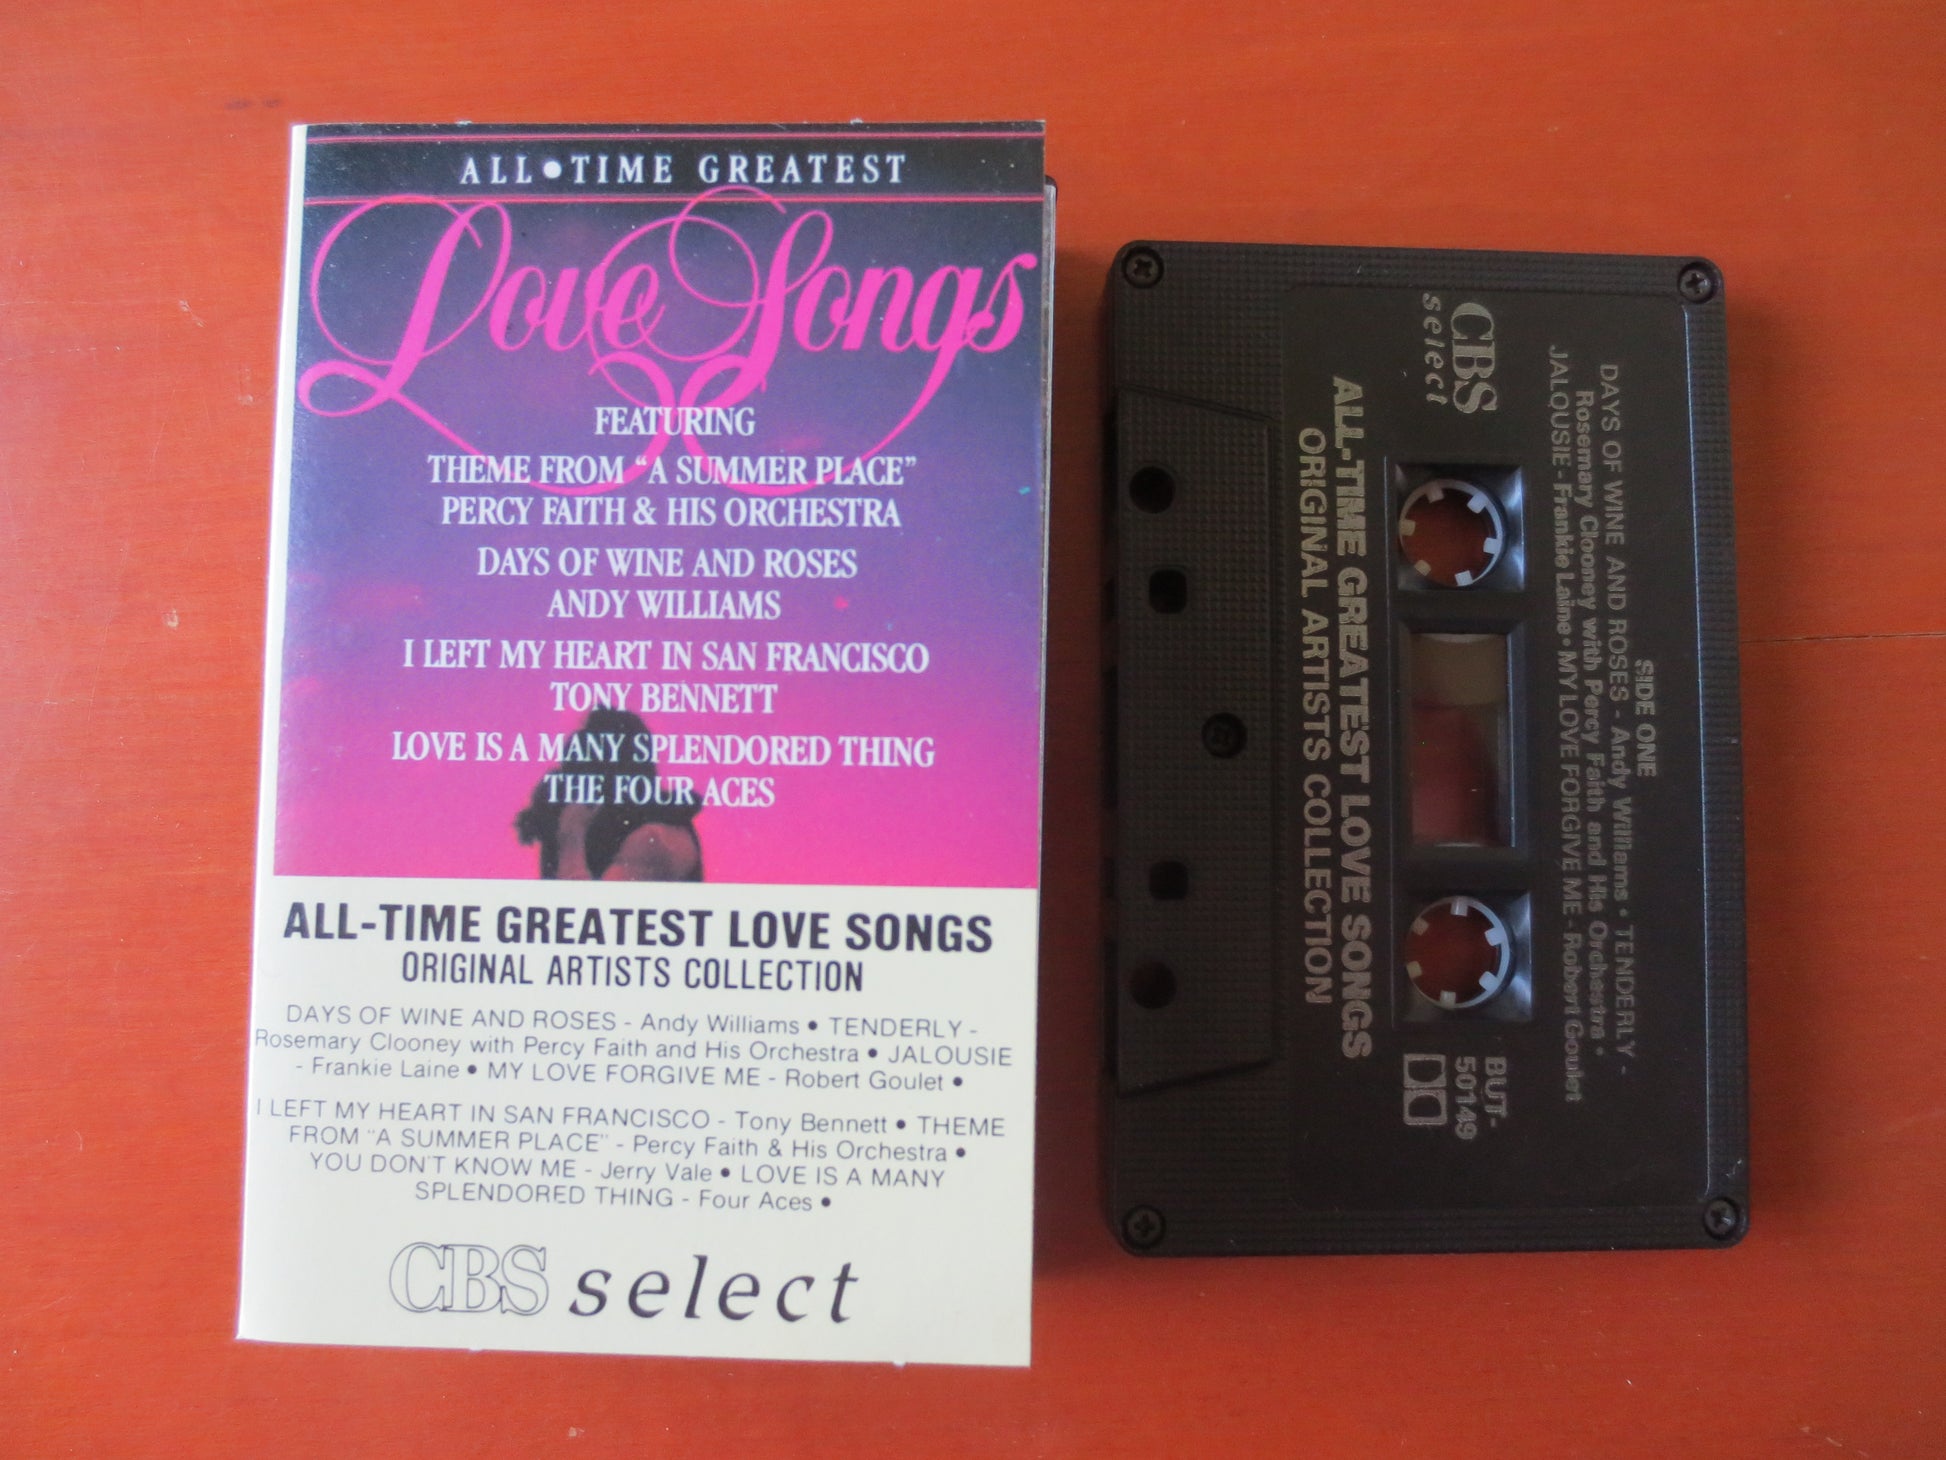 ALL•TIME GREATEST
Love Songs
FEATURING
THEME FROM “A SUMMER PLACE”
PERCY FAITH & HIS ORCHESTRA
DAYS OF WINE AND ROSES
ANDY WILLIAMS
I LEFT MY HEART IN SAN FRANCISCO
TONY BENNETT
LOVE IS A MANY SPLENDORED THING
THE FOUR ACES
ALL-TIME GREATEST LOVE SONGS
ORIGINAL ARTISTS COLLECTION
DAYS OF WINE AND ROSES - Andy Williams • TENDERLY -
Rosemary Clooney with Percy Faith and His Orchestra • JALOUSIE
- Frankie Laine • MY LOVE FORGIVE ME - Robert Goulet •
I LEFT MY HEART IN SAN FRANCISCO - Tony Bennett • THEME
FROM "A SUMMER PLACE" - Percy Faith & His Orchestra •
YOU DON'T KNOW ME - Jerry Vale • LOVE IS A MANY
SPLENDORED THING - Four Aces •
CBS select
SIDE ONE
DAYS OF WINE AND ROSES - Andy Williams • TENDERLY -
Rosemary Clooney with Percy Faith and His Orchestra •
JALOUSIE - Frankie Laine • MY LOVE FORGIVE ME - Robert Goulet
CBS
select
BUT-
50149
ALL-TIME GREATEST LOVE SONGS
ORIGINAL ARTISTS COLLECTION